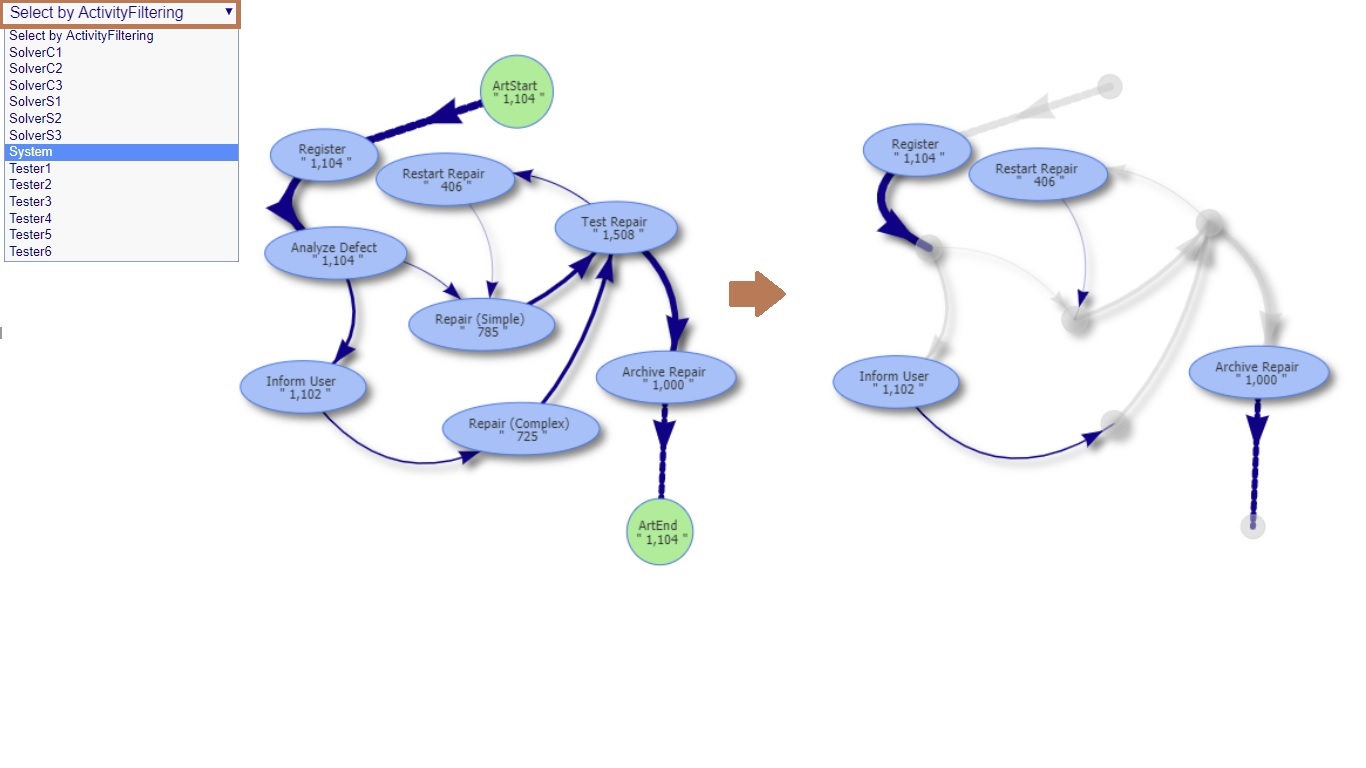 Select by ActivityFiltering
Select by ActivityFiltering
SolverC1
SolverC2
SolverC3
SolverS1
SolverS2
SolverS3
System
Tester1
Tester2
Tester3
Tester4
Tester5
Tester6
ArtStart
" 1,104 "
Register
" 1,104 "
Restart Repair
" 406 "
Test Repair
" 1,508 "
Analyze Defect
" 1,104 "
Repair (Simple)
" 785 "
Inform User
" 1,102 "
Archive Repair
" 1,000 "
Repair (Complex)
" 725 "
ArtEnd
" 1,104 "
Register
" 1,104 "
Restart Repair
" 406 "
Inform User
" 1,102 "
Archive Repair
" 1,000 "